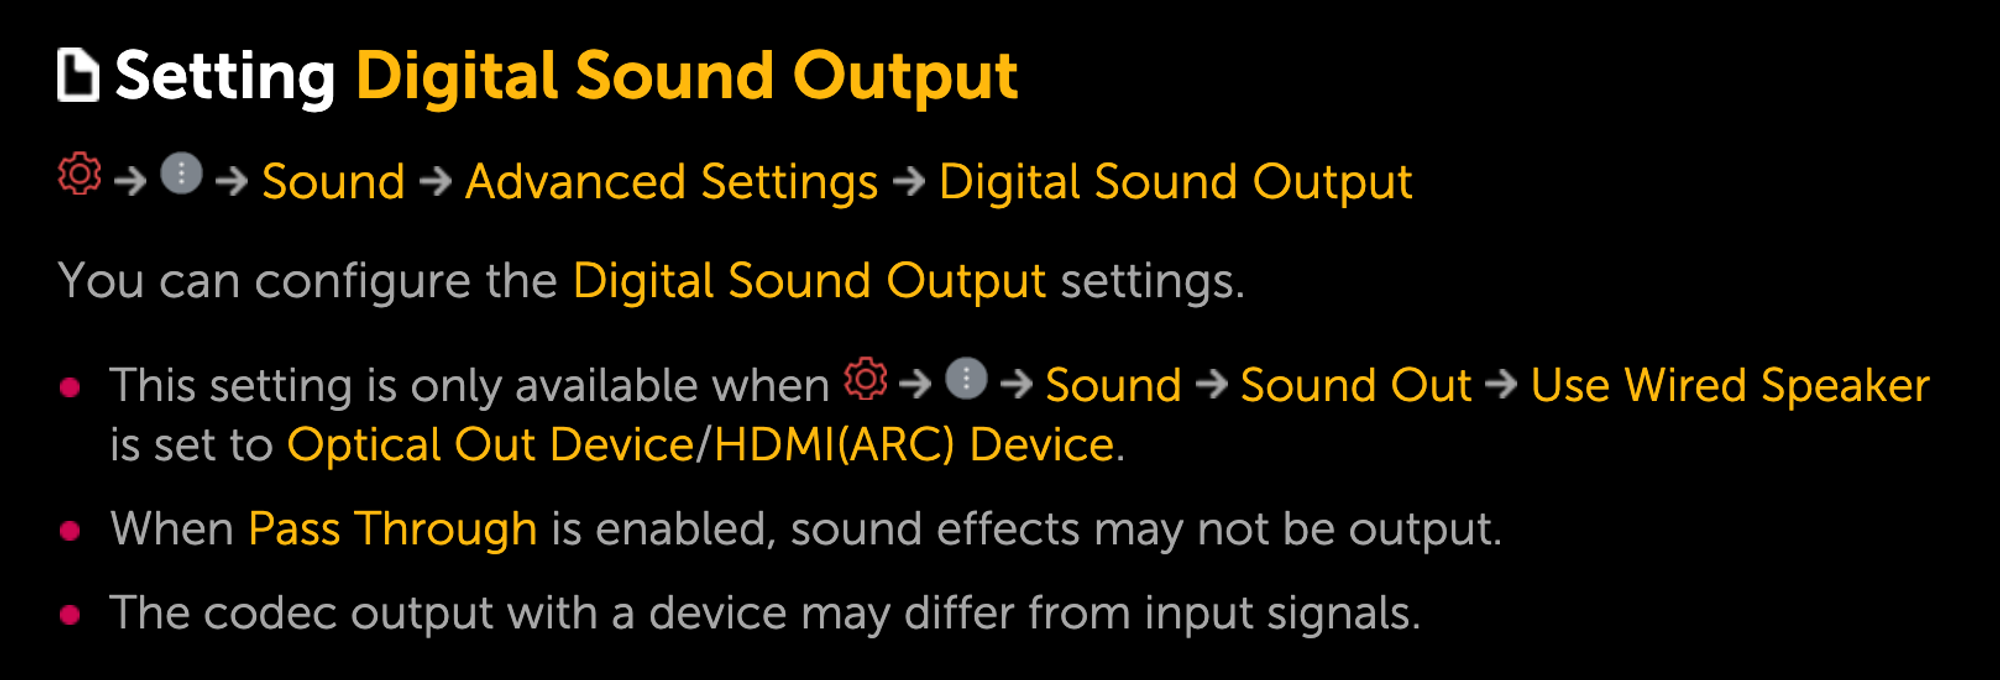 Setting Digital Sound Output
→ → Sound → Advanced Settings → Digital Sound Output
You can configure the Digital Sound Output settings.
• This setting is only available when → → Sound → Sound Out → Use Wired Speaker
is set to Optical Out Device/HDMI(ARC) Device.
• When Pass Through is enabled, sound effects may not be output.
• The codec output with a device may differ from input signals.